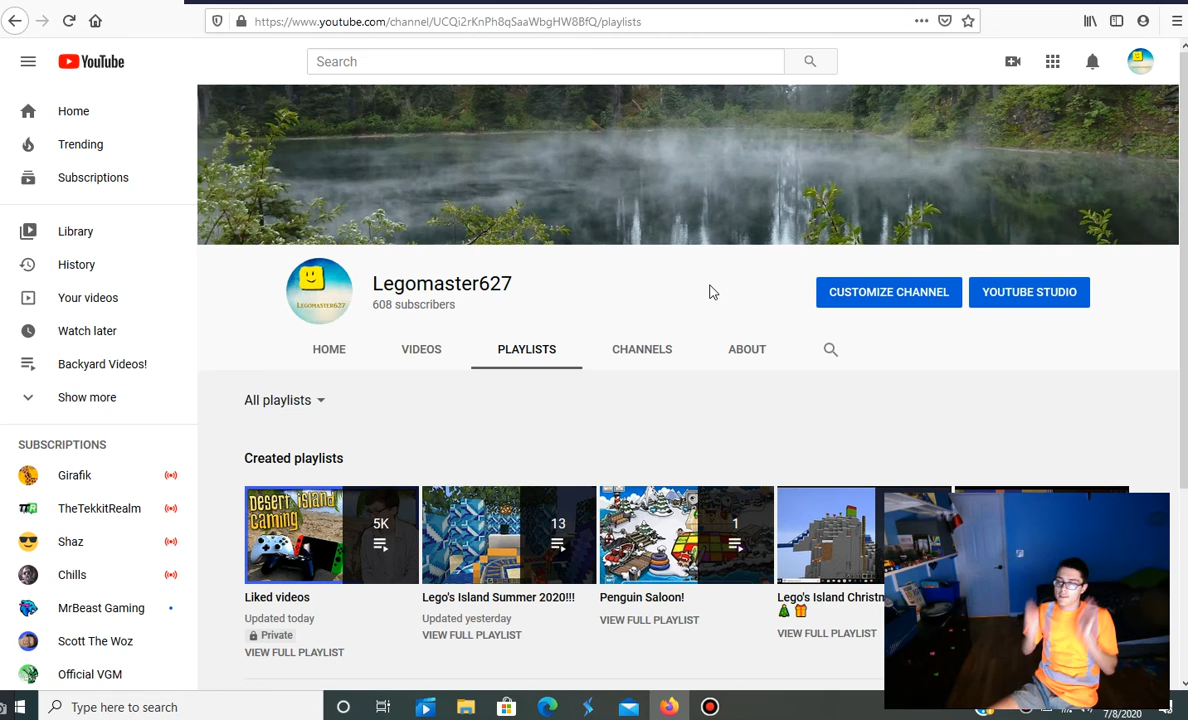 https://www.youtube.com/channel/UCQi2rKnPh8qSaaWbgHW8BfQ/playlists
YouTube
Search
Home
Trending
Subscriptions
Library
History
Your videos
Watch later
Backyard Videos!
Show more
SUBSCRIPTIONS
Girafik
TheTekkitRealm
Shaz
Chills
MrBeast Gaming
Scott The Woz
Official VGM
LEGOMASTER627
Legomaster627
608 subscribers
CUSTOMIZE CHANNEL
YOUTUBE STUDIO
HOME
VIDEOS
PLAYLISTS
CHANNELS
ABOUT
All playlists
Created playlists
DESERT ISLAND
GAMING
5K
13
1
Liked videos
Updated today
Private
VIEW FULL PLAYLIST
Lego's Island Summer 2020!!!
Updated yesterday
VIEW FULL PLAYLIST
Penguin Saloon!
VIEW FULL PLAYLIST
Lego's Island Christm
VIEW FULL PLAYLIST
Type here to search
7/8/2020